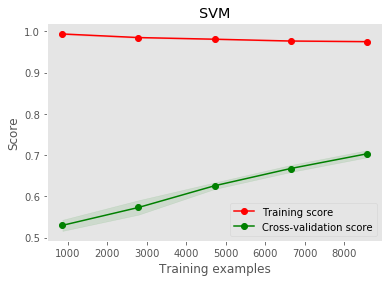 SVM
1.0
0.9
0.8
0.7
0.6
0.5
Score
1000 2000 3000 4000 5000 6000 7000 8000
Training examples
Training score
Cross-validation score